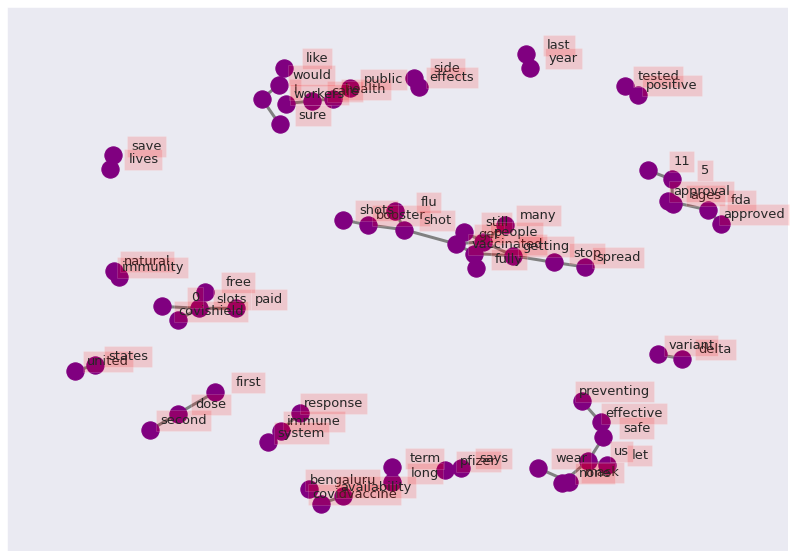 last
year
like
public
side
effects
would
tested
positive
workers
health
sure
save
lives
11
5
approval
ages
fda
approved
flu
shots
booster
shot
many
still
people
get
vaccinated
getting
stop
spread
fully
natural
immunity
free
0
slots
paid
covishield
variant
delta
united
states
first
dose
second
response
immune
system
preventing
effective
safe
us
let
wear
mask
term
long
pfizer
says
bengaluru
availability
covidvaccine